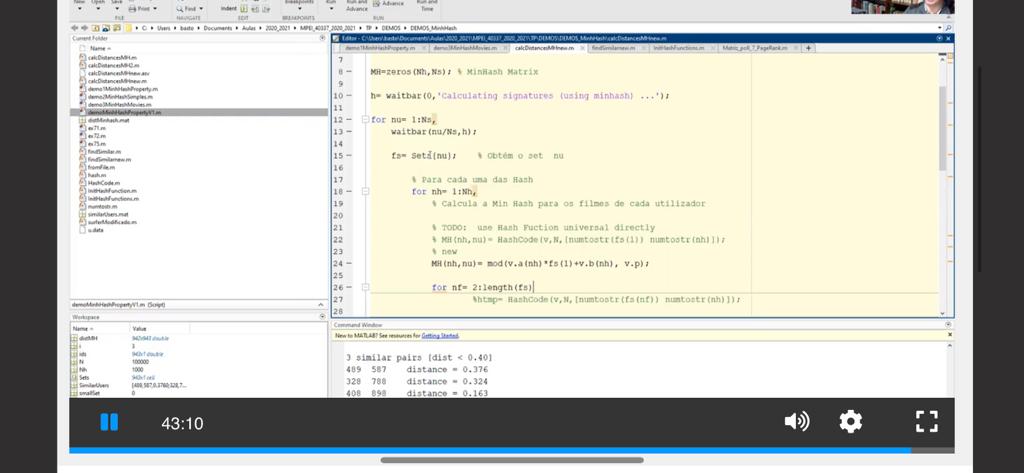 New Open Save Print Find Indent Breakpoints Run Run and Advance Advance Run and Time
FILE NAVIGATE EDIT BREAKPOINTS RUN
C: Users basto Documents Aulas 2020_2021 MPEI_40337_2020_2021 TP DEMOS DEMOS_MinHash
Current Folder
Name
calcDistancesMH.m
calcDistancesMH2.m
calcDistancesMHnew.asv
calcDistancesMHnew.m
demo1MinHashProperty.m
demo2MinHashSimples.m
demo3MinHashMovies.m
demoMinHashPropertyV1.m
distMinhash.mat
ex71.m
ex72.m
ex73.m
findSimilar.m
findSimilarnew.m
fromFile.m
hash.m
HashCode.m
InitHashFunction.m
InitHashFunctions.m
numtostr.m
similarUsers.mat
surferModificado.m
u.data
demoMinHashPropertyV1.m (Script)
Workspace
Name Value
distMH 943x943 double
i 3
ids 943x1 double
N 100000
Nh 1000
Sets 943x1 cell
SimilarUsers [489,587,0.3760;328,7...
smallSet 0
Editor - C:\Users\basto\Documents\Aulas\2020_2021\MPEI_40337_2020_2021\TP\DEMOS\DEMOS_MinHash\calcDistancesMHnew.m
demo1MinHashProperty.m demo3MinHashMovies.m calcDistancesMHnew.m findSimilarnew.m InitHashFunctions.m Matriz_poll_7_PageRank.m +
7
8 MH=zeros(Nh,Ns); % MinHash Matrix
9
10 h= waitbar(0,'Calculating signatures (using minhash) ...');
11
12 for nu= 1:Ns,
13 waitbar(nu/Ns,h);
14
15 fs= Sets{nu}; % Obtém o set nu
16
17 % Para cada uma das Hash
18 for nh= 1:Nh,
19 % Calcula a Min Hash para os filmes de cada utilizador
20
21 % TODO: use Hash Fuction universal directly
22 % MH(nh,nu)= HashCode(v,N,[numtostr(fs(1)) numtostr(nh)]);
23 % new
24 MH(nh,nu)= mod(v.a(nh)*fs(1)+v.b(nh), v.p);
25
26 for nf= 2:length(fs)
27 %htmp= HashCode(v,N,[numtostr(fs(nf)) numtostr(nh)]);
28
Command Window
New to MATLAB? See resources for Getting Started.
3 similar pairs [dist < 0.40]
489 587 distance = 0.376
328 788 distance = 0.324
408 898 distance = 0.163
43:10